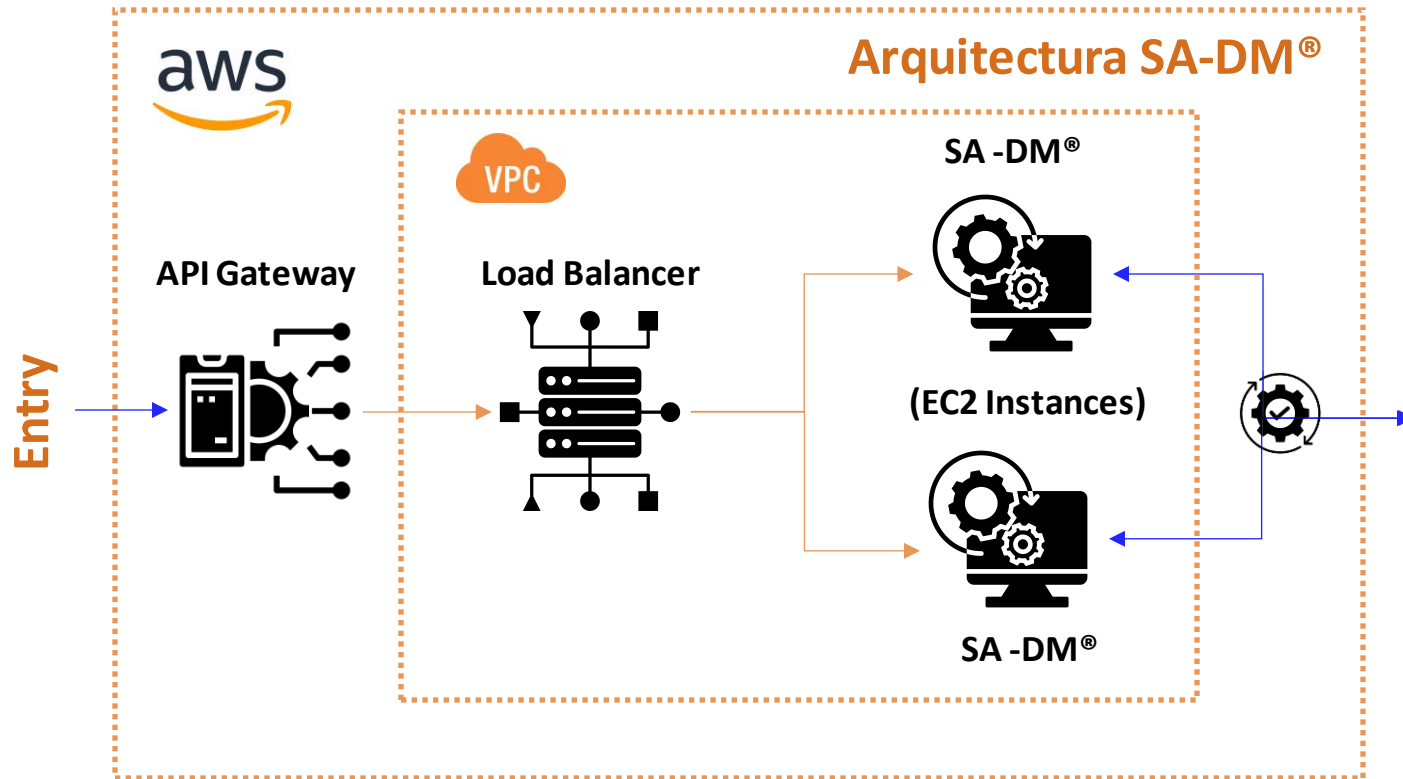 aws
Arquitectura SA-DM®
VPC
SA -DM®
API Gateway
Load Balancer
Entry
(EC2 Instances)
SA -DM®